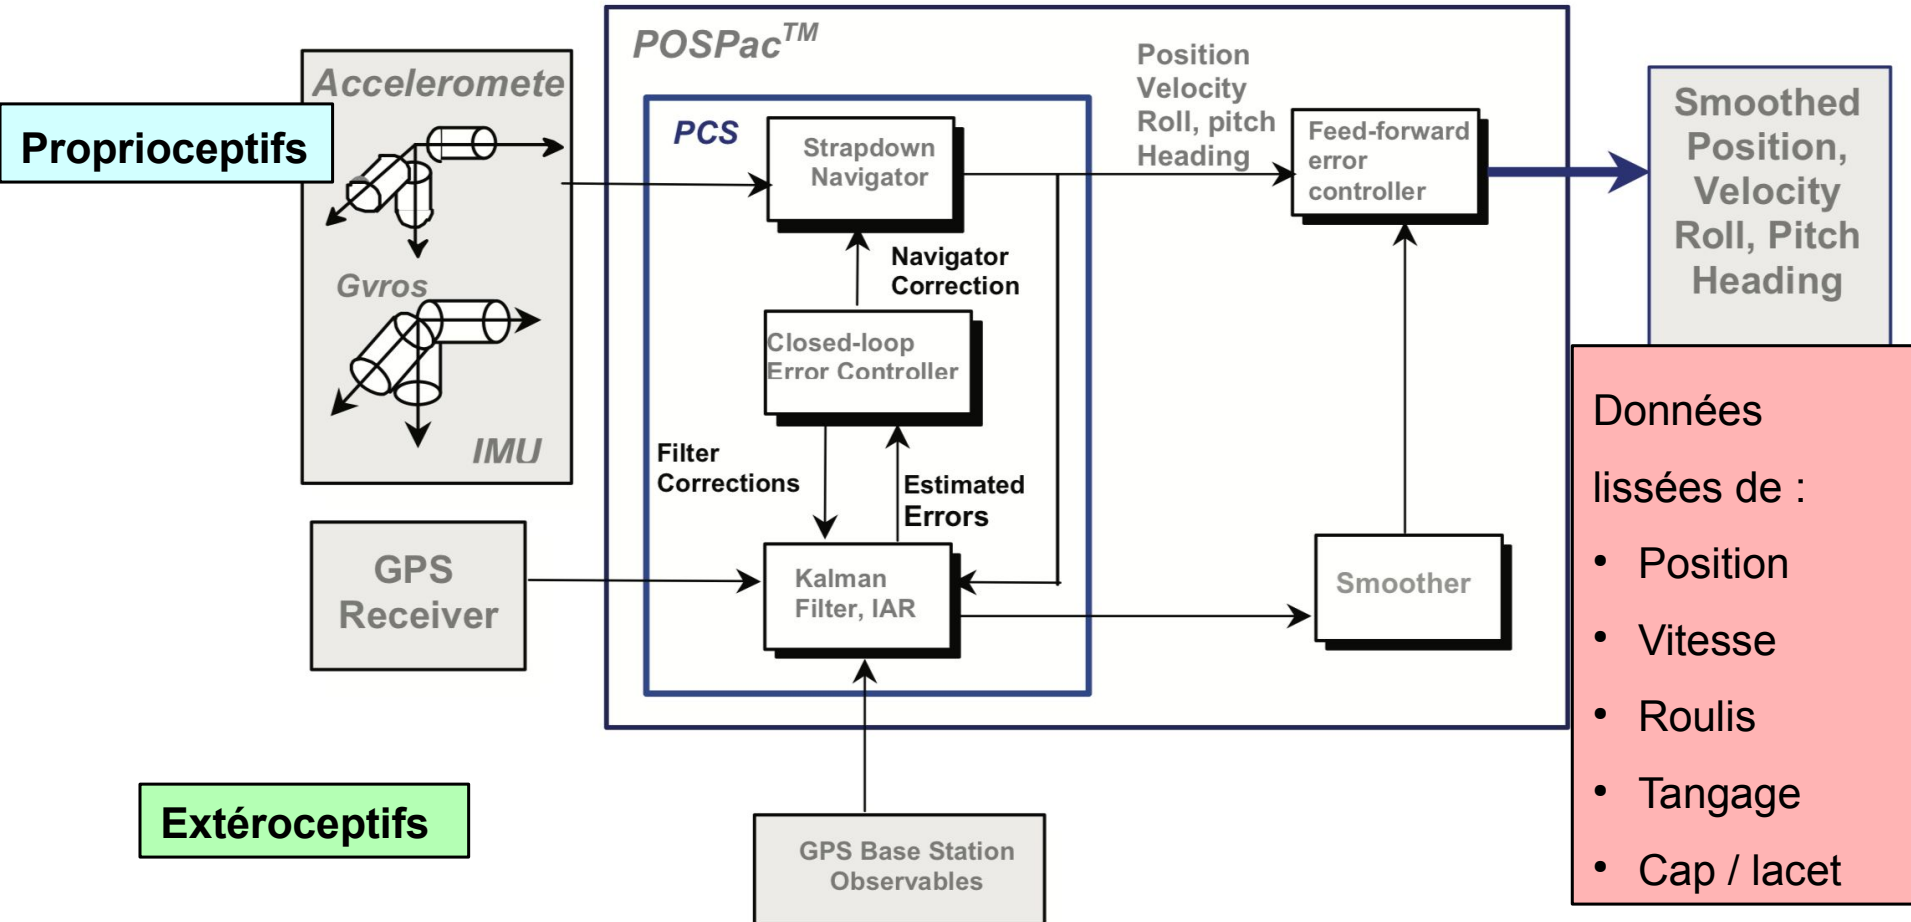 POSPac™
Position
Velocity
Roll, pitch
Heading
Acceleromete
Proprioceptifs
PCS
Strapdown
Navigator
Feed-forward
error
controller
Smoothed
Position,
Velocity
Roll, Pitch
Heading
Navigator
Correction
Gvros
IMU
Closed-loop
Error Controller
Filter
Corrections
Estimated
Errors
GPS
Receiver
Kalman
Filter, IAR
Smoother
Données
lissées de :
• Position
• Vitesse
• Roulis
• Tangage
• Cap / lacet
Extéroceptifs
GPS Base Station
Observables